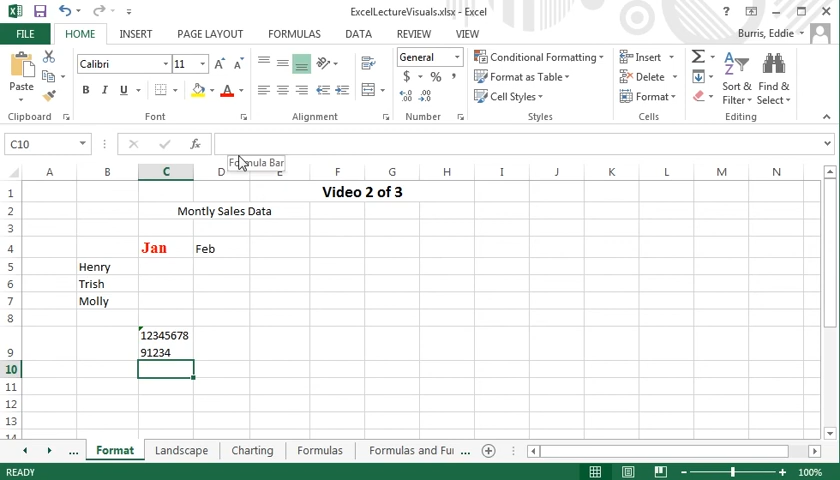 ExcelLectureVisuals.xlsx - Excel
FILE HOME INSERT PAGE LAYOUT FORMULAS DATA REVIEW VIEW Burris, Eddie
Calibri 11 General Conditional Formatting Insert
Paste B I U A $ % , Format as Table Delete Sort & Filter Find & Select
Cell Styles Format
Clipboard Font Alignment Number Styles Cells Editing
C10 fx
Formula Bar
A B C D E F G H I J K L M N
1 Video 2 of 3
2 Montly Sales Data
3
4 Jan Feb
5 Henry
6 Trish
7 Molly
8
12345678
9 91234
10
11
12
13
14
... Format Landscape Charting Formulas Formulas and Fur ...
READY 100%